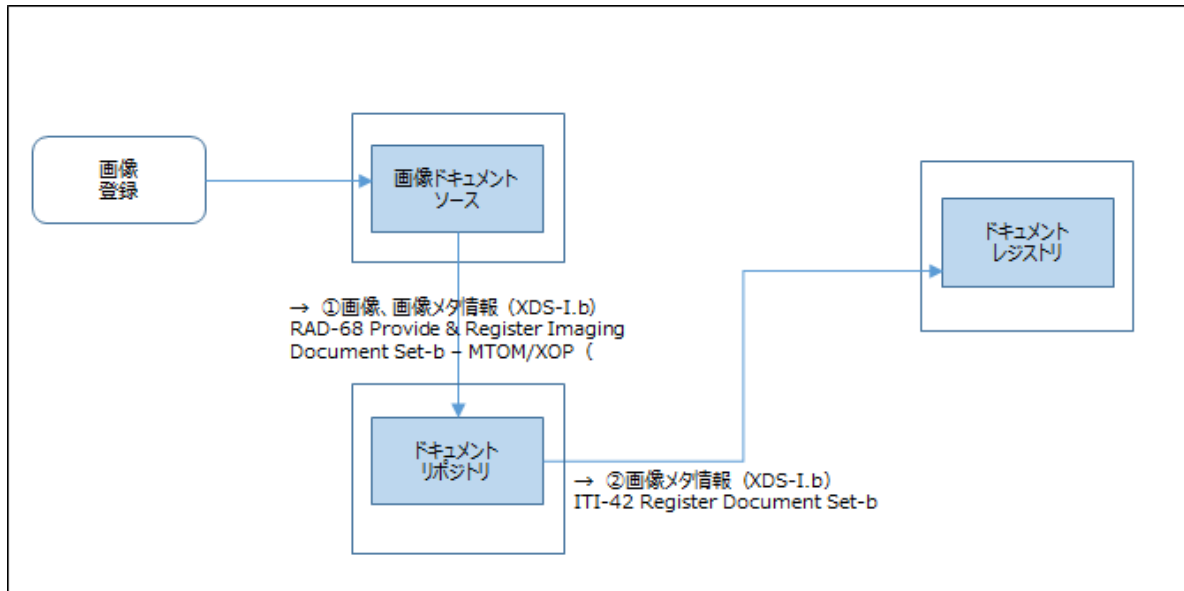 画像
登録
画像ドキュメント
ソース
ドキュメント
レジストリ
→ ①画像、画像メタ情報（XDS-I.b）
RAD-68 Provide & Register Imaging
Document Set-b – MTOM/XOP（
ドキュメント
リポジトリ
→ ②画像メタ情報（XDS-I.b）
ITI-42 Register Document Set-b